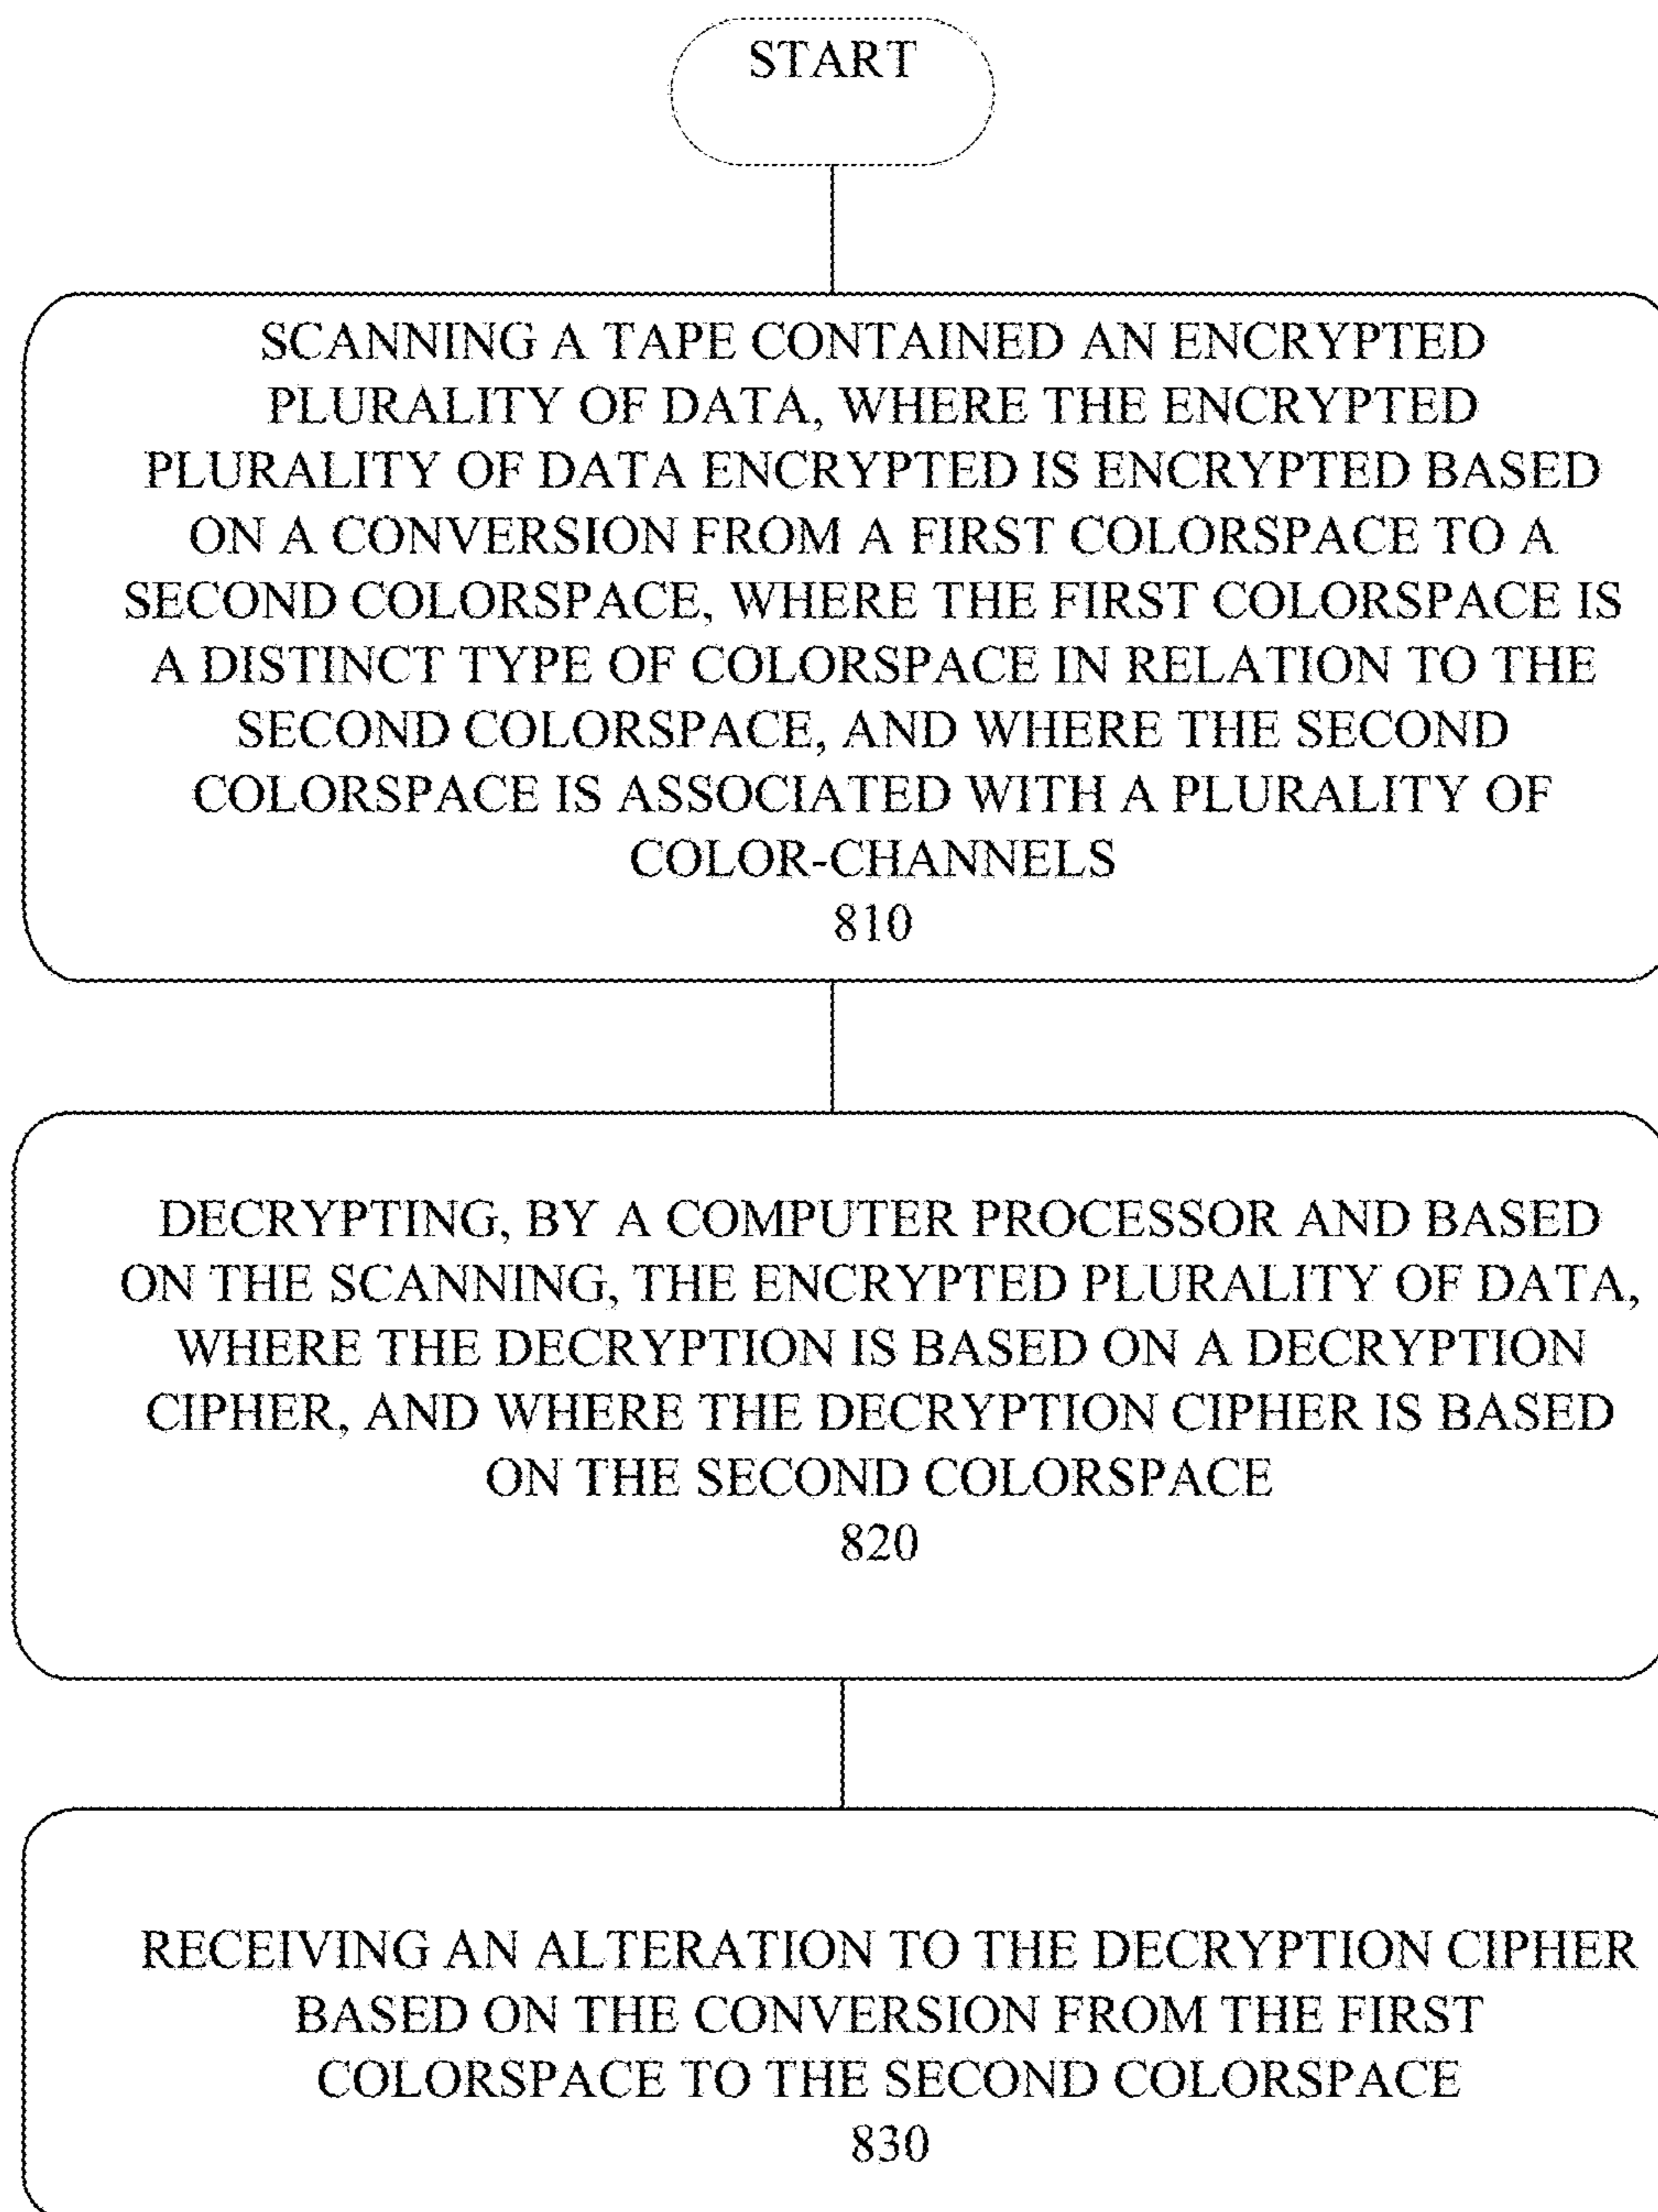 START
SCANNING A TAPE CONTAINED AN ENCRYPTED
PLURALITY OF DATA, WHERE THE ENCRYPTED
PLURALITY OF DATA ENCRYPTED IS ENCRYPTED BASED
ON A CONVERSION FROM A FIRST COLORSPACE TO A
SECOND COLORSPACE, WHERE THE FIRST COLORSPACE IS
A DISTINCT TYPE OF COLORSPACE IN RELATION TO THE
SECOND COLORSPACE, AND WHERE THE SECOND
COLORSPACE IS ASSOCIATED WITH A PLURALITY OF
COLOR-CHANNELS
810
DECRYPTING, BY A COMPUTER PROCESSOR AND BASED
ON THE SCANNING, THE ENCRYPTED PLURALITY OF DATA,
WHERE THE DECRYPTION IS BASED ON A DECRYPTION
CIPHER, AND WHERE THE DECRYPTION CIPHER IS BASED
ON THE SECOND COLORSPACE
820
RECEIVING AN ALTERATION TO THE DECRYPTION CIPHER
BASED ON THE CONVERSION FROM THE FIRST
COLORSPACE TO THE SECOND COLORSPACE
830